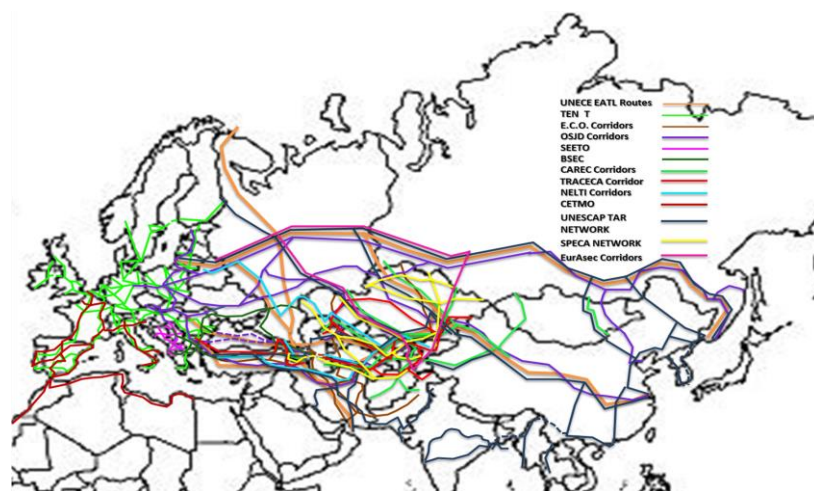 UNECE EATL Routes
TEN T
E.C.O. Corridors
OSJD Corridors
SEETO
BSEC
CAREC Corridors
TRACECA Corridor
NELTI Corridors
CETMO
UNESCAP TAR
NETWORK
SPECA NETWORK
EurAsec Corridors